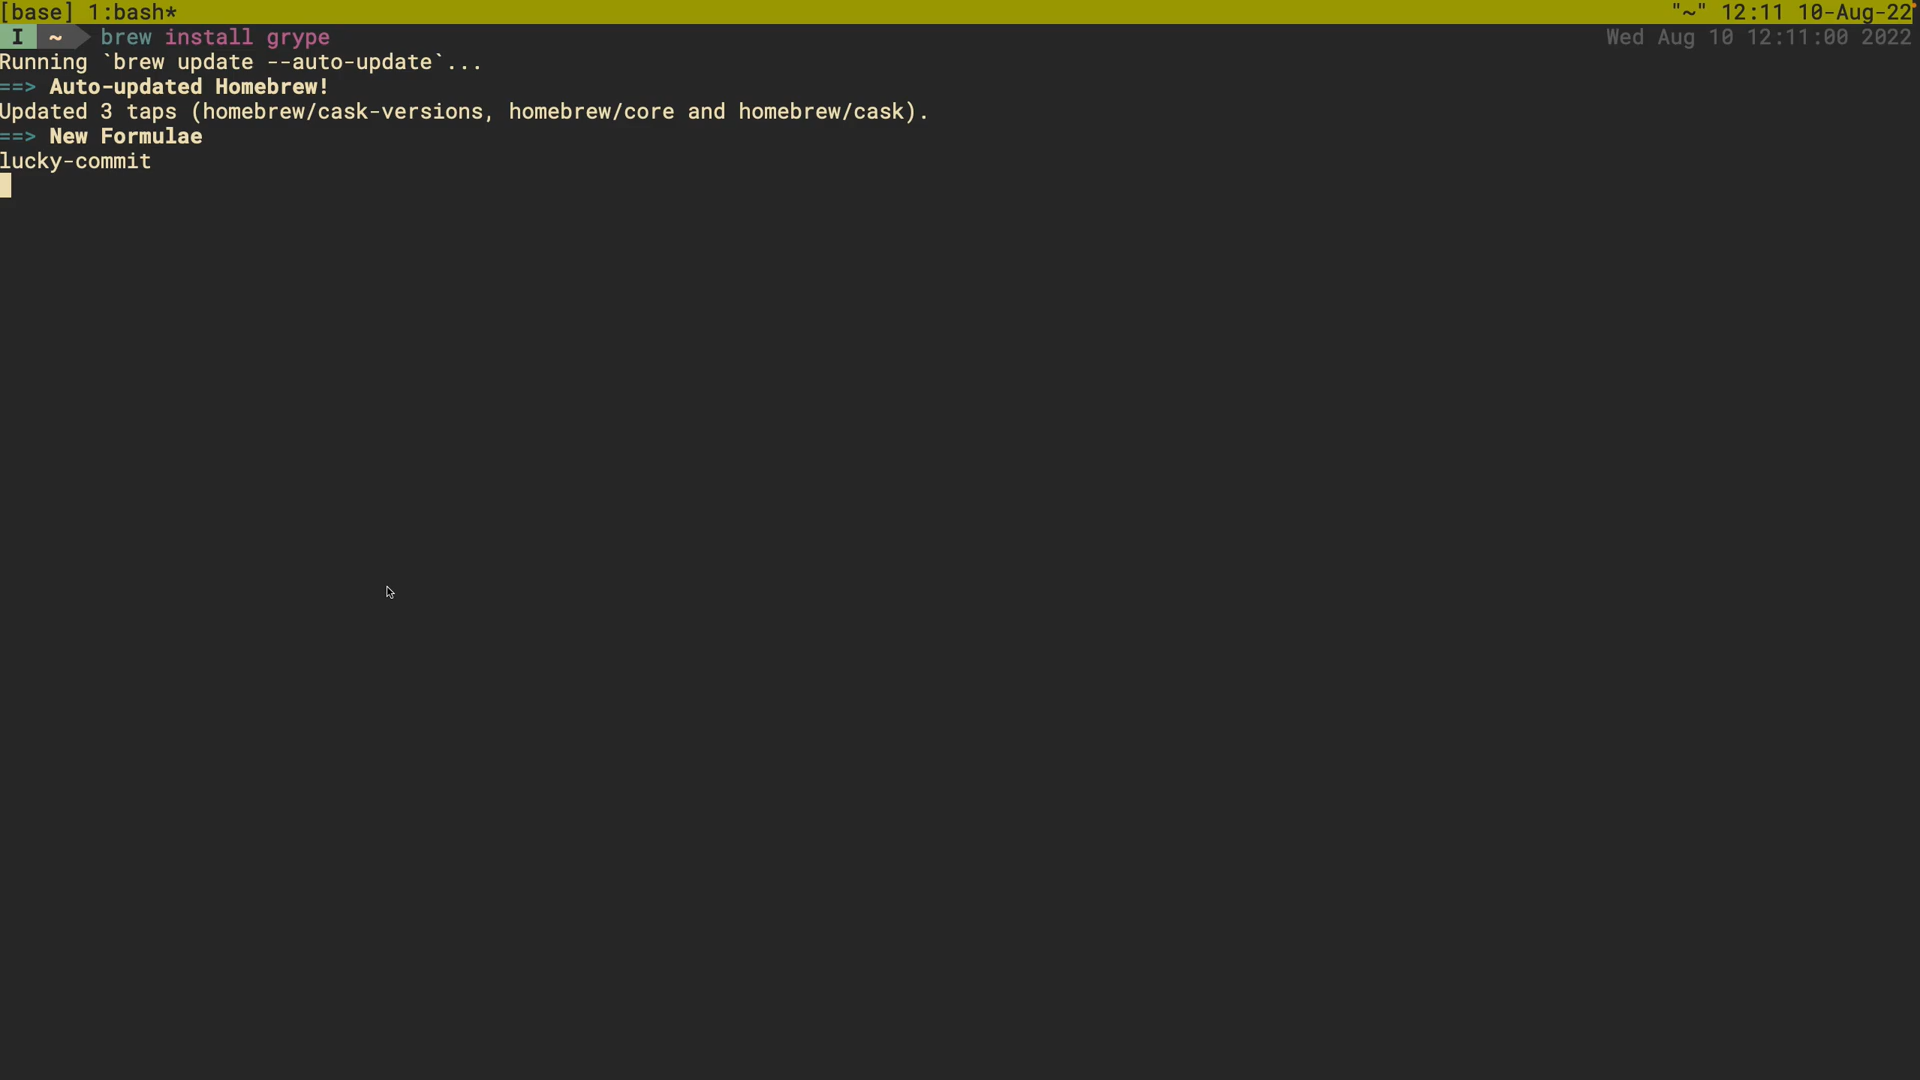 [base] 1:bash* "~" 12:11 10-Aug-22
I ~ brew install grype Wed Aug 10 12:11:00 2022
Running `brew update --auto-update`...
==> Auto-updated Homebrew!
Updated 3 taps (homebrew/cask-versions, homebrew/core and homebrew/cask).
==> New Formulae
lucky-commit